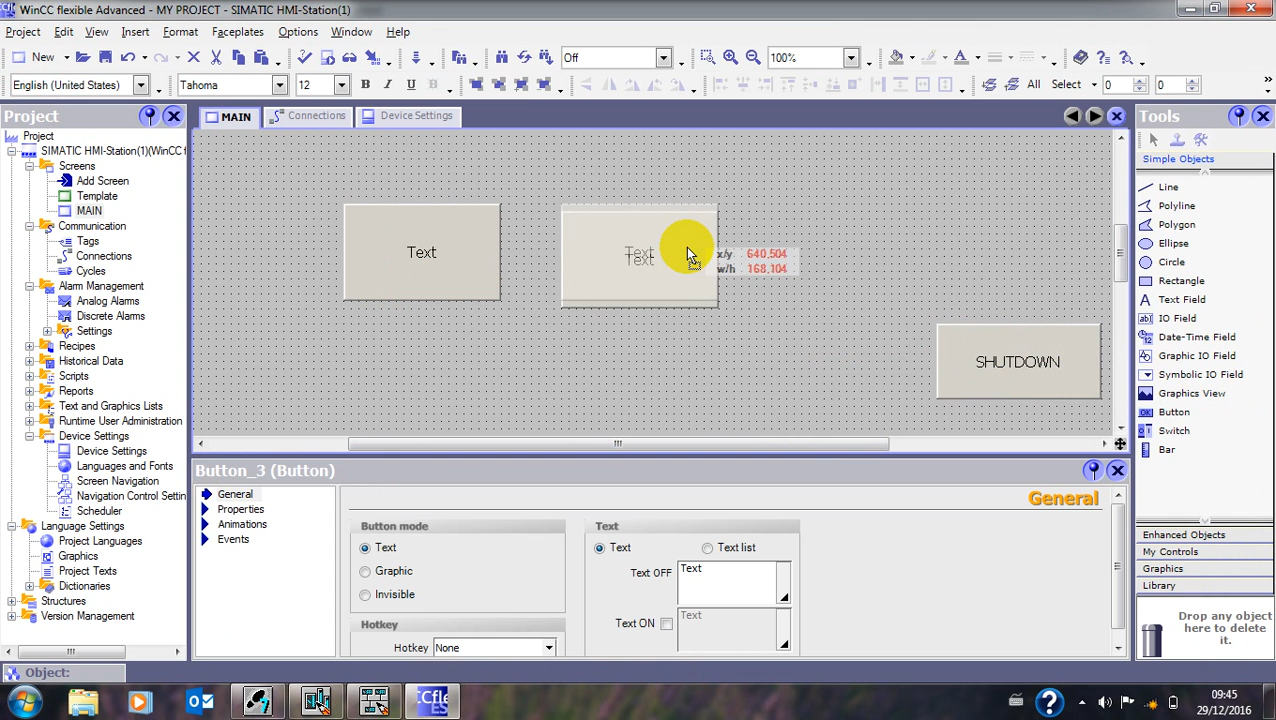 WinCC flexible Advanced - MY PROJECT - SIMATIC HMI-Station(1)
Project Edit View Insert Format Faceplates Options Window Help
New Off 100%
English (United States) Tahoma 12 B I U B. All Select 0 0
Project
MAIN Connections Device Settings
Tools
Project
SIMATIC HMI-Station(1)(WinCC f
Screens
Add Screen
Template
MAIN
Communication
Tags
Connections
Cycles
Alarm Management
Analog Alarms
Discrete Alarms
Settings
Recipes
Historical Data
Scripts
Reports
Text and Graphics Lists
Runtime User Administration
Device Settings
Device Settings
Languages and Fonts
Screen Navigation
Navigation Control Settin
Scheduler
Language Settings
Project Languages
Graphics
Project Texts
Dictionaries
Structures
Version Management
Object:
Text
Text
Text
x/y 640,504
w/h 168,104
SHUTDOWN
Simple Objects
Line
Polyline
Polygon
Ellipse
Circle
Rectangle
Text Field
IO Field
Date-Time Field
Graphic IO Field
Symbolic IO Field
Graphics View
Button
Switch
Bar
Enhanced Objects
My Controls
Graphics
Library
Drop any object
here to delete
it.
Button_3 (Button)
General
Properties
Animations
Events
General
Button mode
Text
Graphic
Invisible
Hotkey
Hotkey None
Text
Text Text list
Text OFF Text
Text ON Text
CCfle
ES
09:45
29/12/2016